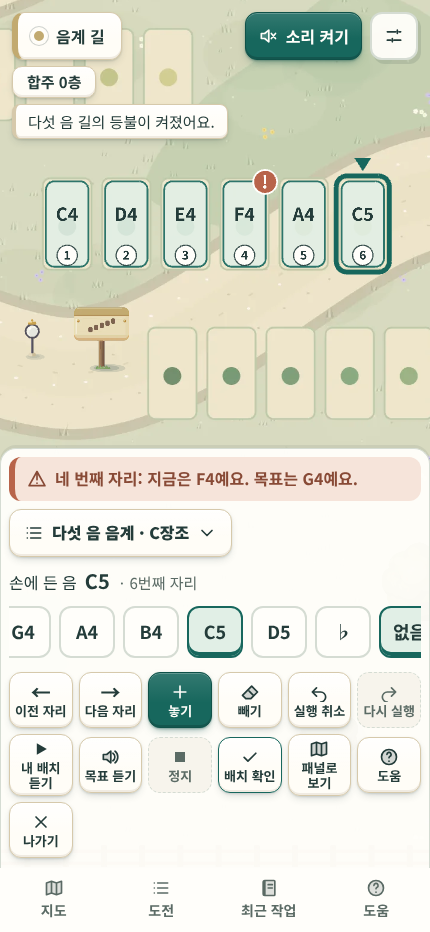 음계 길
소리 켜기
합주 0층
다섯 음 길의 등불이 켜졌어요.
!
C4 D4 E4 F4 A4 C5
1 2 3 4 5 6
네 번째 자리: 지금은 F4예요. 목표는 G4예요.
다섯 음 음계 · C장조
손에 든 음 C5 · 6번째 자리
G4 A4 B4 C5 D5 ♭ 없음
이전 자리 다음 자리 놓기 빼기 실행 취소 다시 실행
내 배치
듣기
목표 듣기 정지 배치 확인
패널로
보기
도움
나가기
지도 도전 최근 작업 도움